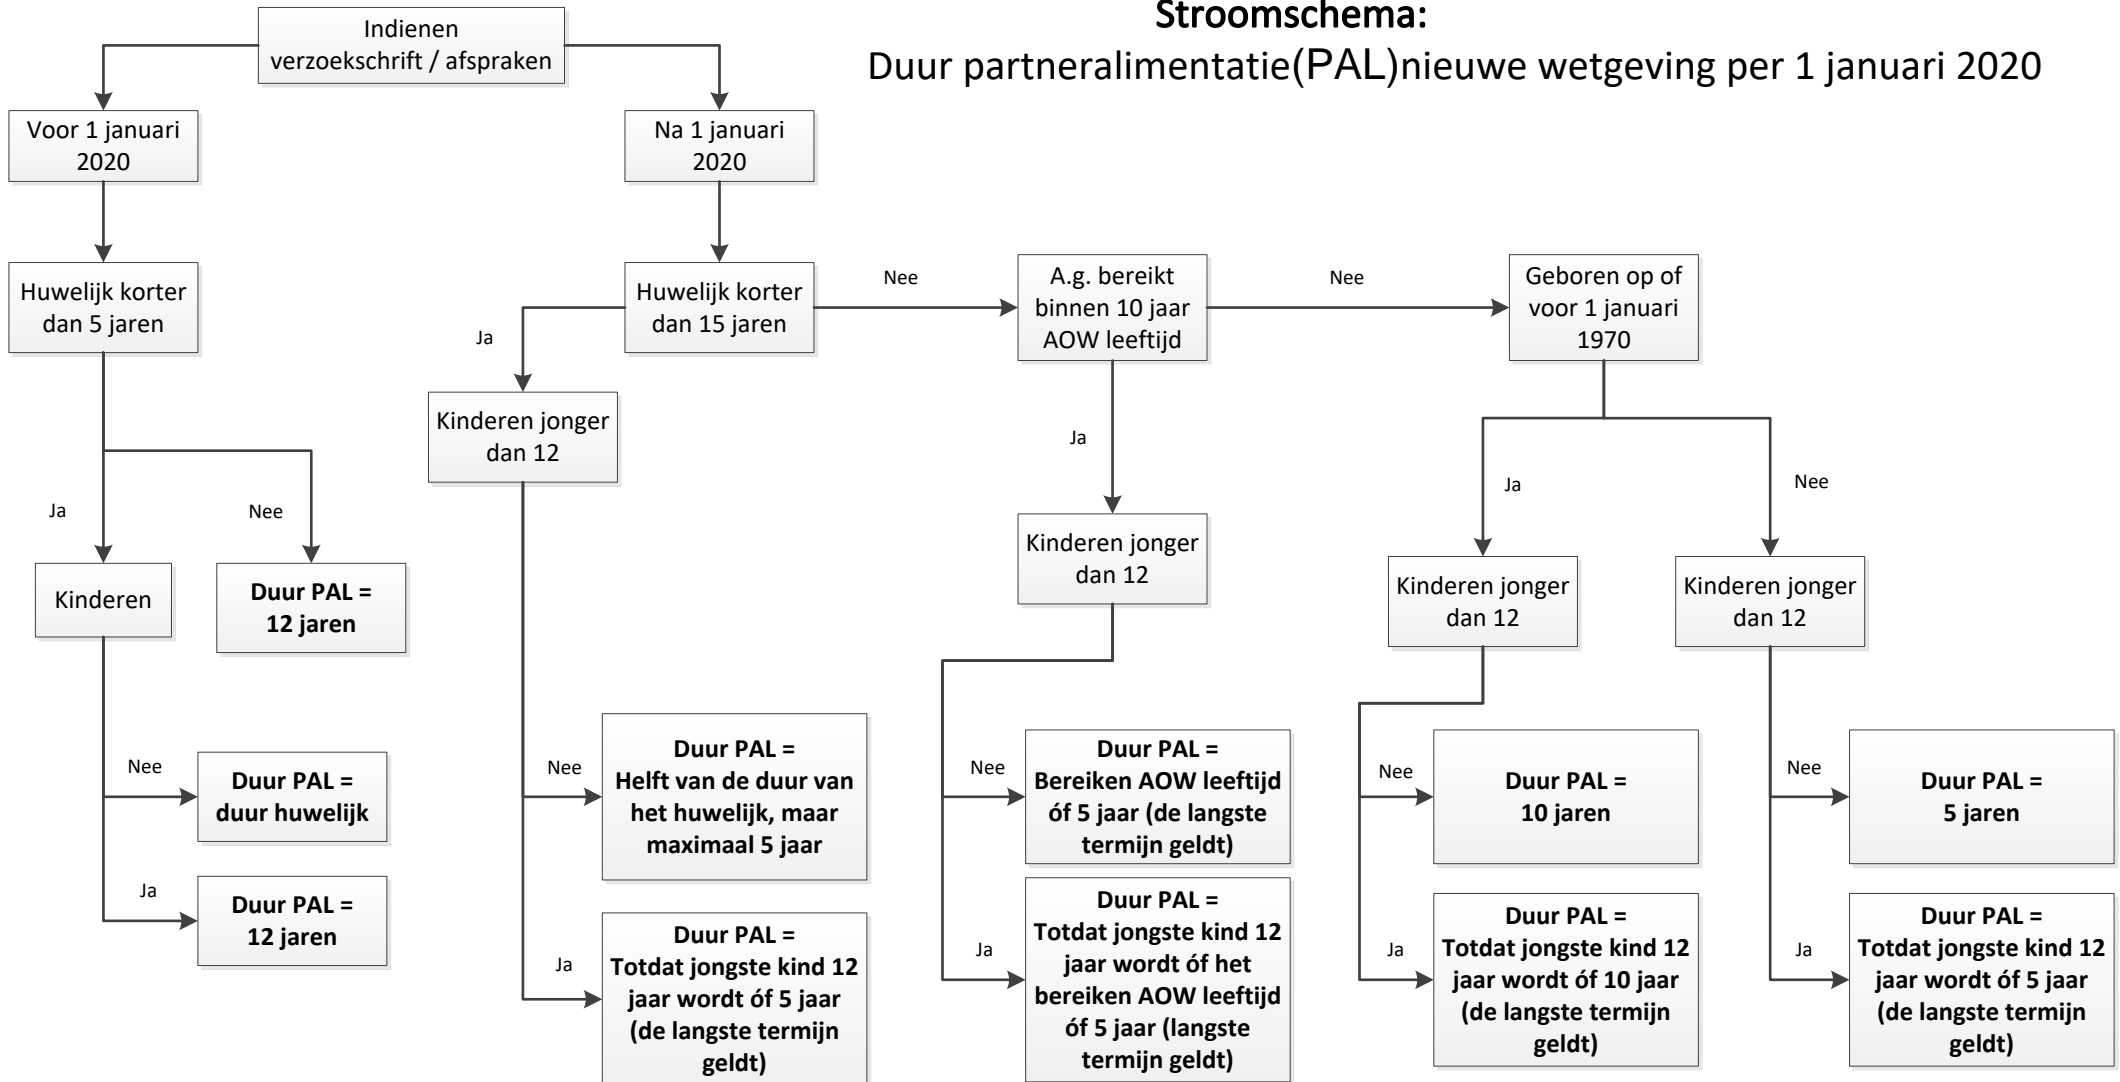 Stroomschema:
Duur partneralimentatie(PAL)nieuwe wetgeving per 1 januari 2020
Indienen
verzoekschrift / afspraken
Voor 1 januari
2020
Na 1 januari
2020
Huwelijk korter
dan 5 jaren
Ja
Nee
Kinderen
Duur PAL =
12 jaren
Nee
Duur PAL =
duur huwelijk
Ja
Duur PAL =
12 jaren
Huwelijk korter
dan 15 jaren
Ja
Nee
Kinderen jonger
dan 12
Nee
Duur PAL =
Helft van de duur van
het huwelijk, maar
maximaal 5 jaar
Ja
Duur PAL =
Totdat jongste kind 12
jaar wordt óf 5 jaar
(de langste termijn
geldt)
A.g. bereikt
binnen 10 jaar
AOW leeftijd
Ja
Nee
Kinderen jonger
dan 12
Nee
Duur PAL =
Bereiken AOW leeftijd
óf 5 jaar (de langste
termijn geldt)
Ja
Duur PAL =
Totdat jongste kind 12
jaar wordt óf het
bereiken AOW leeftijd
óf 5 jaar (langste
termijn geldt)
Geboren op of
voor 1 januari
1970
Ja
Nee
Kinderen jonger
dan 12
Nee
Duur PAL =
10 jaren
Ja
Duur PAL =
Totdat jongste kind 12
jaar wordt óf 10 jaar
(de langste termijn
geldt)
Kinderen jonger
dan 12
Nee
Duur PAL =
5 jaren
Ja
Duur PAL =
Totdat jongste kind 12
jaar wordt óf 5 jaar
(de langste termijn
geldt)